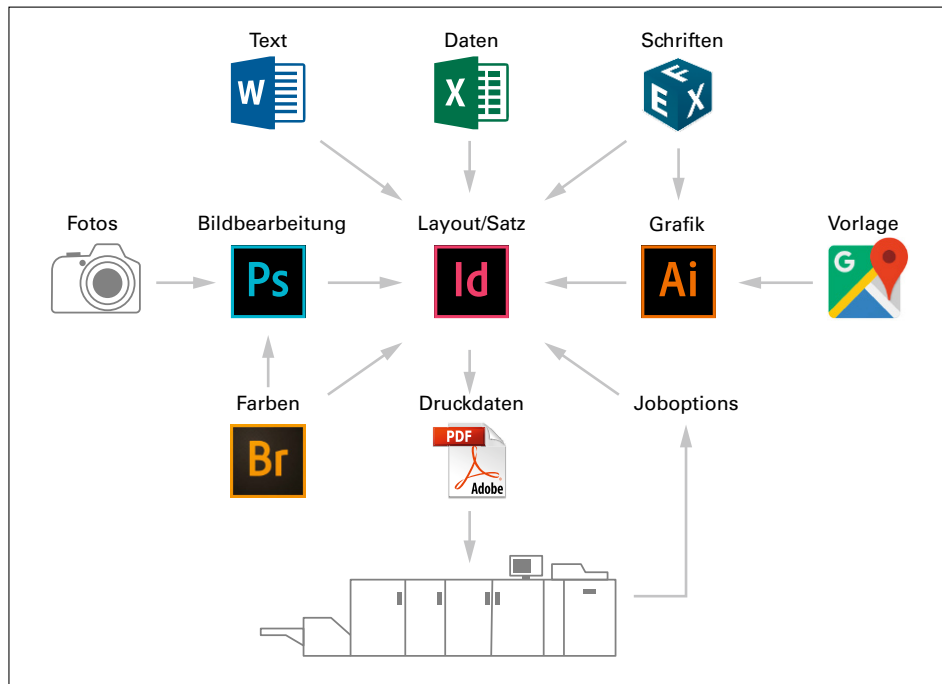 Text
Daten
Schriften
W
X
E
F
X
Fotos
Bildbearbeitung
Layout/Satz
Grafik
Vorlage
Ps
Id
Ai
G
Farben
Druckdaten
Joboptions
Br
PDF
Adobe